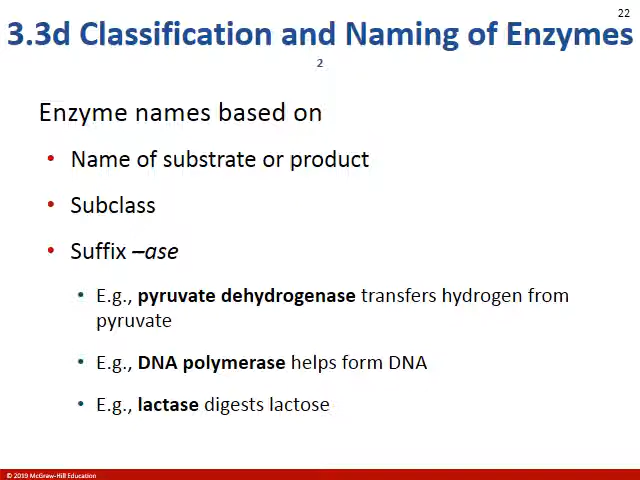 22
3.3d Classification and Naming of Enzymes
2
Enzyme names based on
• Name of substrate or product
• Subclass
• Suffix –ase
• E.g., pyruvate dehydrogenase transfers hydrogen from
pyruvate
• E.g., DNA polymerase helps form DNA
• E.g., lactase digests lactose
© 2019 McGraw-Hill Education